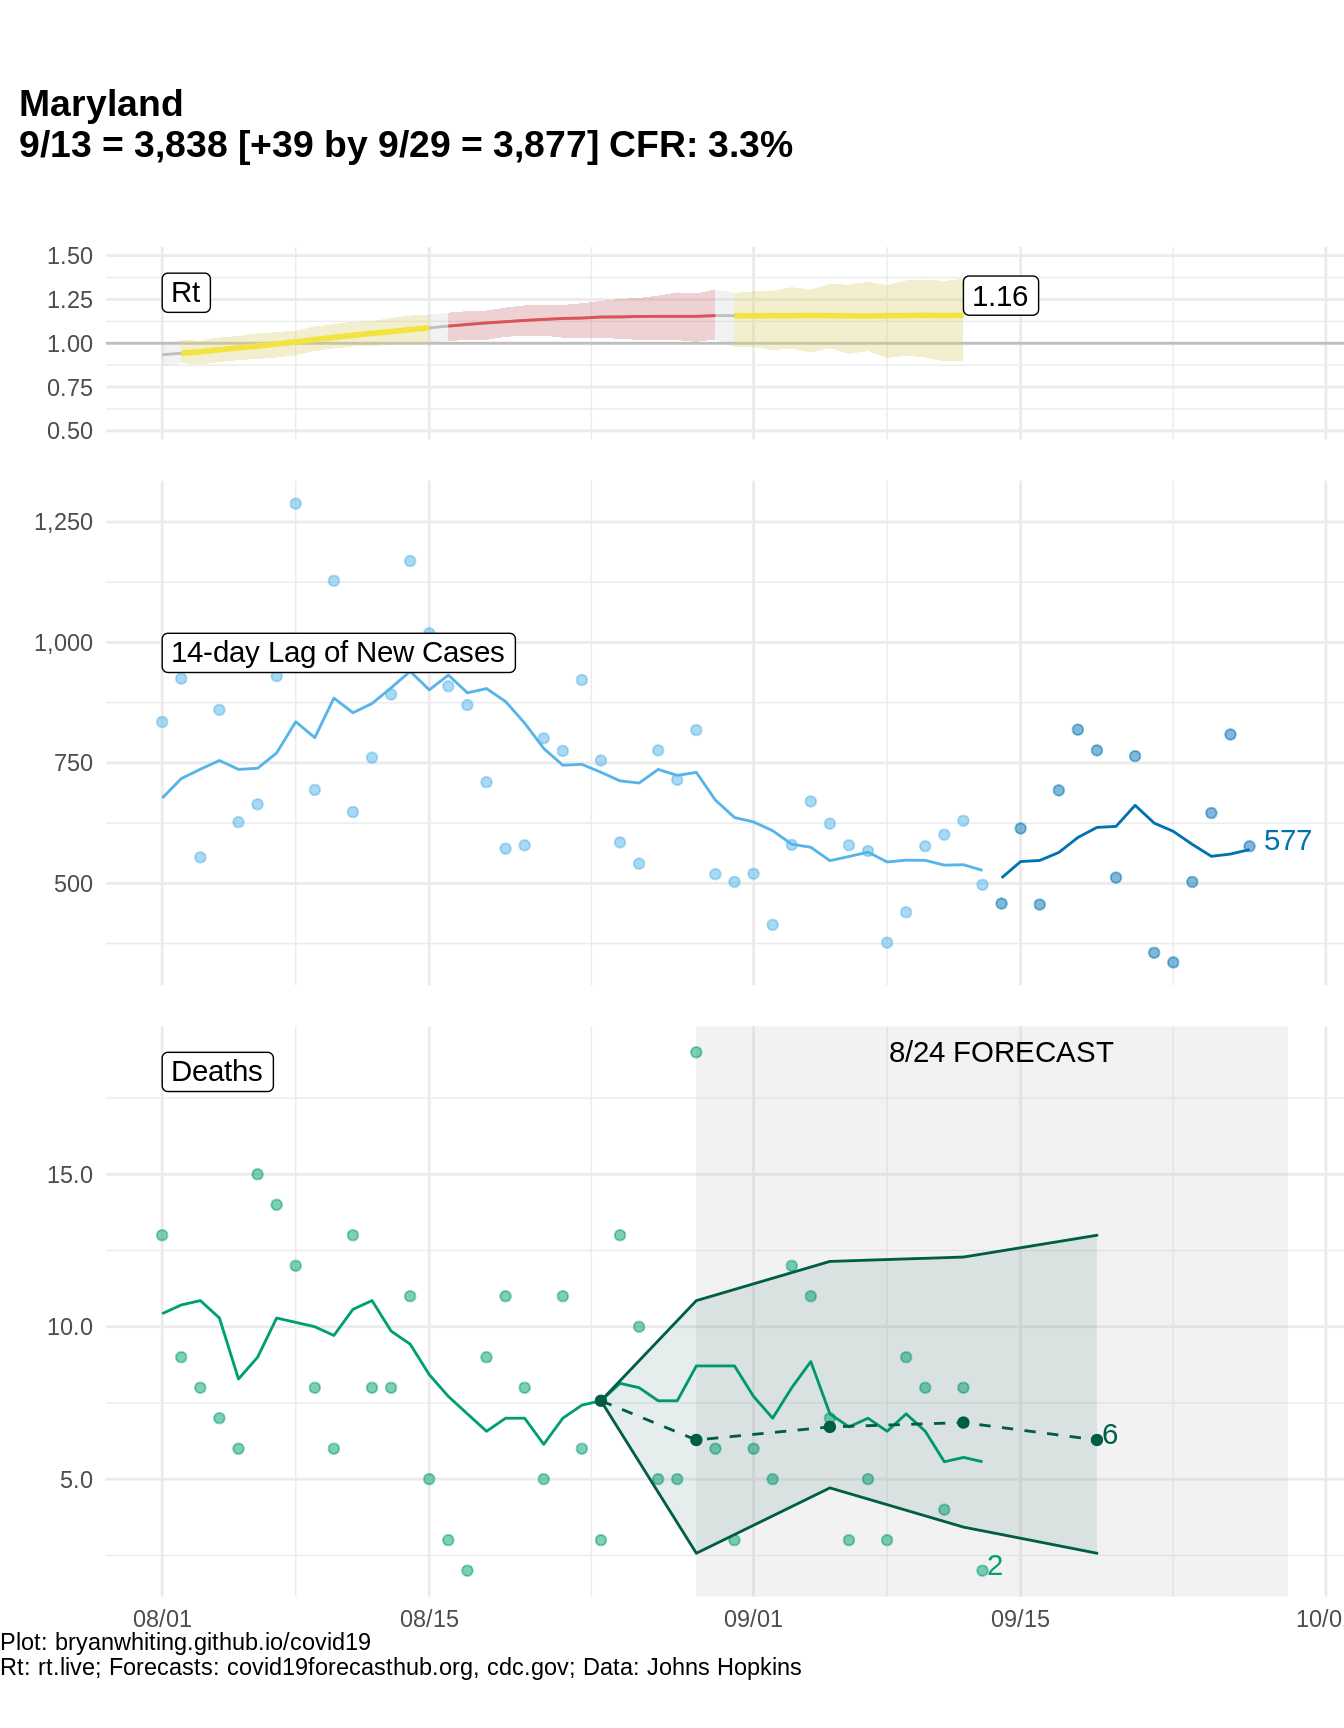 Maryland
9/13 = 3,838 [+39 by 9/29 = 3,877] CFR: 3.3%
1.50
1.25
1.00
0.75
0.50
Rt
1.16
1,250
1,000
750
500
14-day Lag of New Cases
577
Deaths
8/24 FORECAST
15.0
10.0
5.0
6
2
08/01
08/15
09/01
09/15
10/0
Plot: bryanwhiting.github.io/covid19
Rt: rt.live; Forecasts: covid19forecasthub.org, cdc.gov; Data: Johns Hopkins